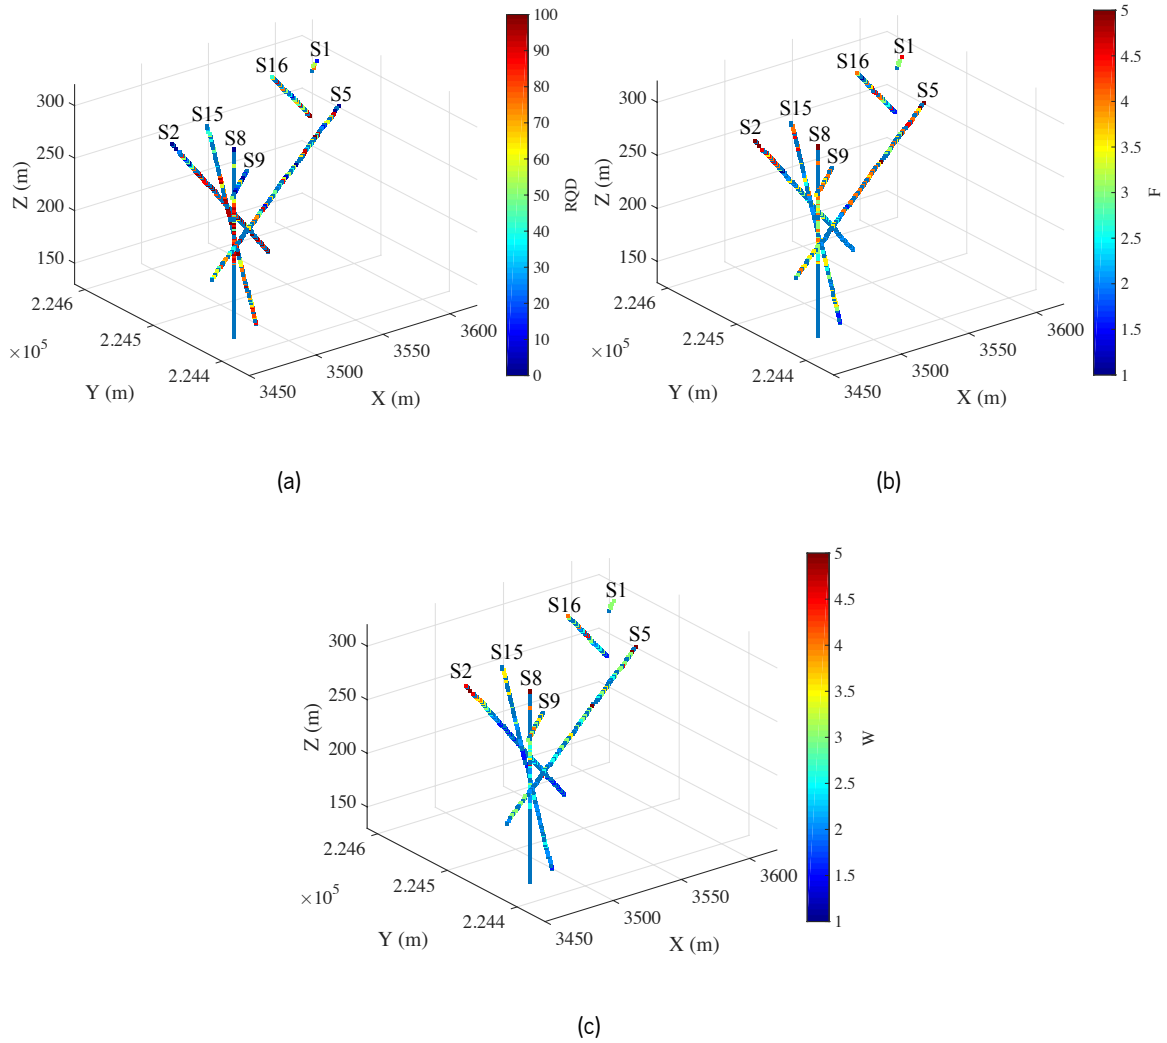 S1
S16
S5
S15
S2
S8
S9
300
250
200
150
Z (m)
2.246
2.245
2.244
×10^5
Y (m)
3450
3500
3550
3600
X (m)
100
90
80
70
60
50
40
30
20
10
0
RQD
(a)
S1
S16
S5
S15
S2
S8
S9
300
250
200
150
Z (m)
2.246
2.245
2.244
×10^5
Y (m)
3450
3500
3550
3600
X (m)
5
4.5
4
3.5
3
2.5
2
1.5
1
F
(b)
S1
S16
S5
S15
S2
S8
S9
300
250
200
150
Z (m)
2.246
2.245
2.244
×10^5
Y (m)
3450
3500
3550
3600
X (m)
5
4.5
4
3.5
3
2.5
2
1.5
1
W
(c)